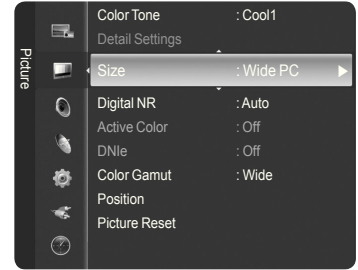 Picture
Color Tone : Cool1
Detail Settings
Size : Wide PC
Digital NR : Auto
Active Color : Off
DNIe : Off
Color Gamut : Wide
Position
Picture Reset